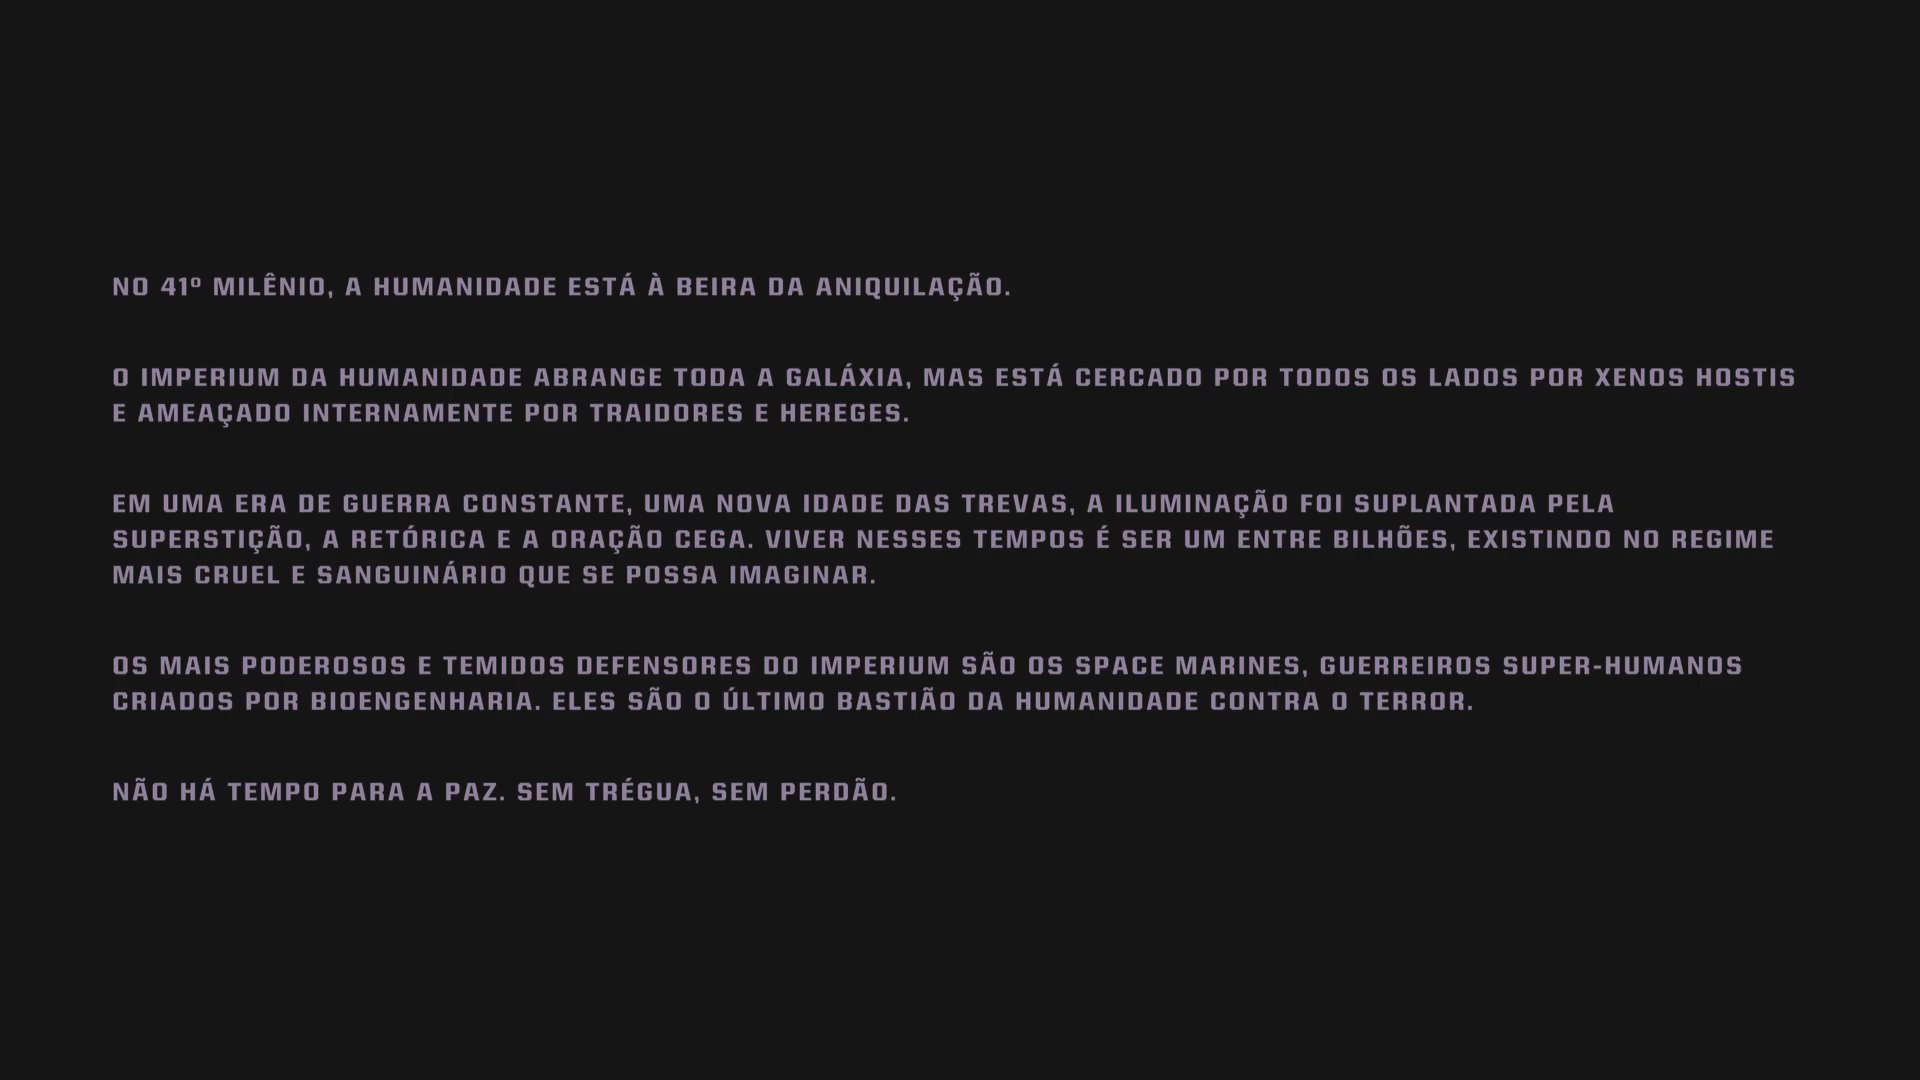 NO 41º MILÊNIO, A HUMANIDADE ESTÁ À BEIRA DA ANIQUILAÇÃO.
O IMPERIUM DA HUMANIDADE ABRANGE TODA A GALÁXIA, MAS ESTÁ CERCADO POR TODOS OS LADOS POR XENOS HOSTIS
E AMEAÇADO INTERNAMENTE POR TRAIDORES E HEREGES.
EM UMA ERA DE GUERRA CONSTANTE, UMA NOVA IDADE DAS TREVAS, A ILUMINAÇÃO FOI SUPLANTADA PELA
SUPERSTIÇÃO, A RETÓRICA E A ORAÇÃO CEGA. VIVER NESSES TEMPOS É SER UM ENTRE BILHÕES, EXISTINDO NO REGIME
MAIS CRUEL E SANGUINÁRIO QUE SE POSSA IMAGINAR.
OS MAIS PODEROSOS E TEMIDOS DEFENSORES DO IMPERIUM SÃO OS SPACE MARINES, GUERREIROS SUPER-HUMANOS
CRIADOS POR BIOENGENHARIA. ELES SÃO O ÚLTIMO BASTIÃO DA HUMANIDADE CONTRA O TERROR.
NÃO HÁ TEMPO PARA A PAZ. SEM TRÉGUA, SEM PERDÃO.